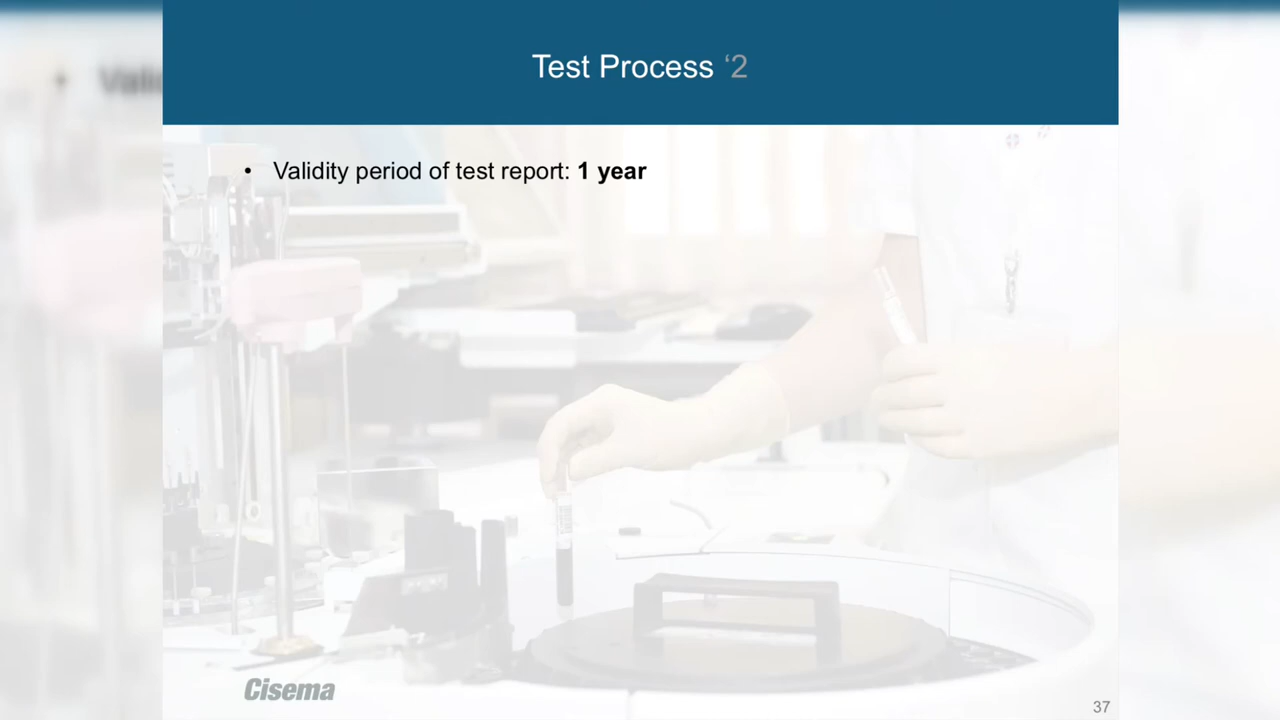 Test Process ‘2
• Validity period of test report: 1 year
Cisema
37